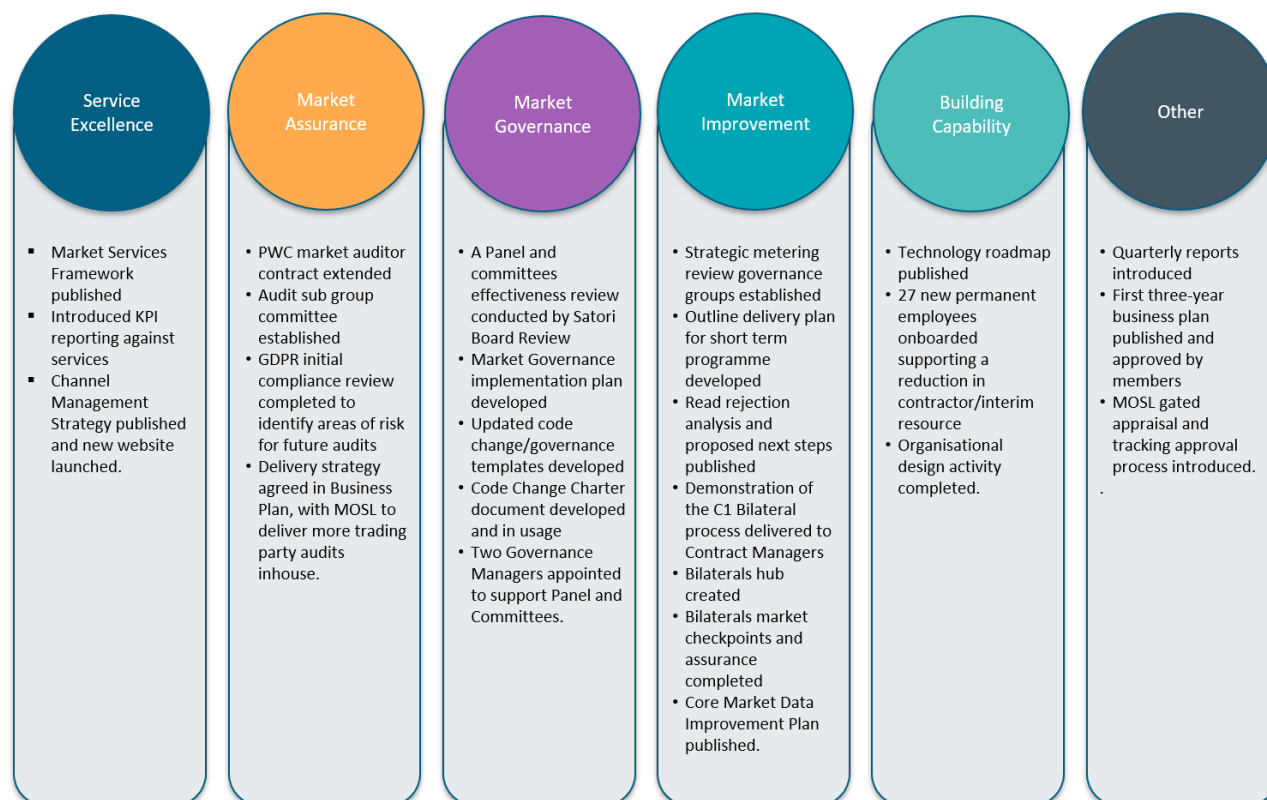 Service
Excellence
▪ Market Services
Framework
published
▪ Introduced KPI
reporting against
services
▪ Channel
Management
Strategy published
and new website
launched.
Market
Assurance
• PWC market auditor
contract extended
• Audit sub group
committee
established
• GDPR initial
compliance review
completed to
identify areas of risk
for future audits
• Delivery strategy
agreed in Business
Plan, with MOSL to
deliver more trading
party audits
inhouse.
Market
Governance
• A Panel and
committees
effectiveness review
conducted by Satori
Board Review
• Market Governance
implementation plan
developed
• Updated code
change/governance
templates developed
• Code Change Charter
document developed
and in usage
• Two Governance
Managers appointed
to support Panel and
Committees.
Market
Improvement
• Strategic metering
review governance
groups established
• Outline delivery plan
for short term
programme
developed
• Read rejection
analysis and
proposed next steps
published
• Demonstration of
the C1 Bilateral
process delivered to
Contract Managers
• Bilaterals hub
created
• Bilaterals market
checkpoints and
assurance
completed
• Core Market Data
Improvement Plan
published.
Building
Capability
• Technology roadmap
published
• 27 new permanent
employees
onboarded
supporting a
reduction in
contractor/interim
resource
• Organisational
design activity
completed.
Other
• Quarterly reports
introduced
• First three-year
business plan
published and
approved by
members
• MOSL gated
appraisal and
tracking approval
process introduced.
.